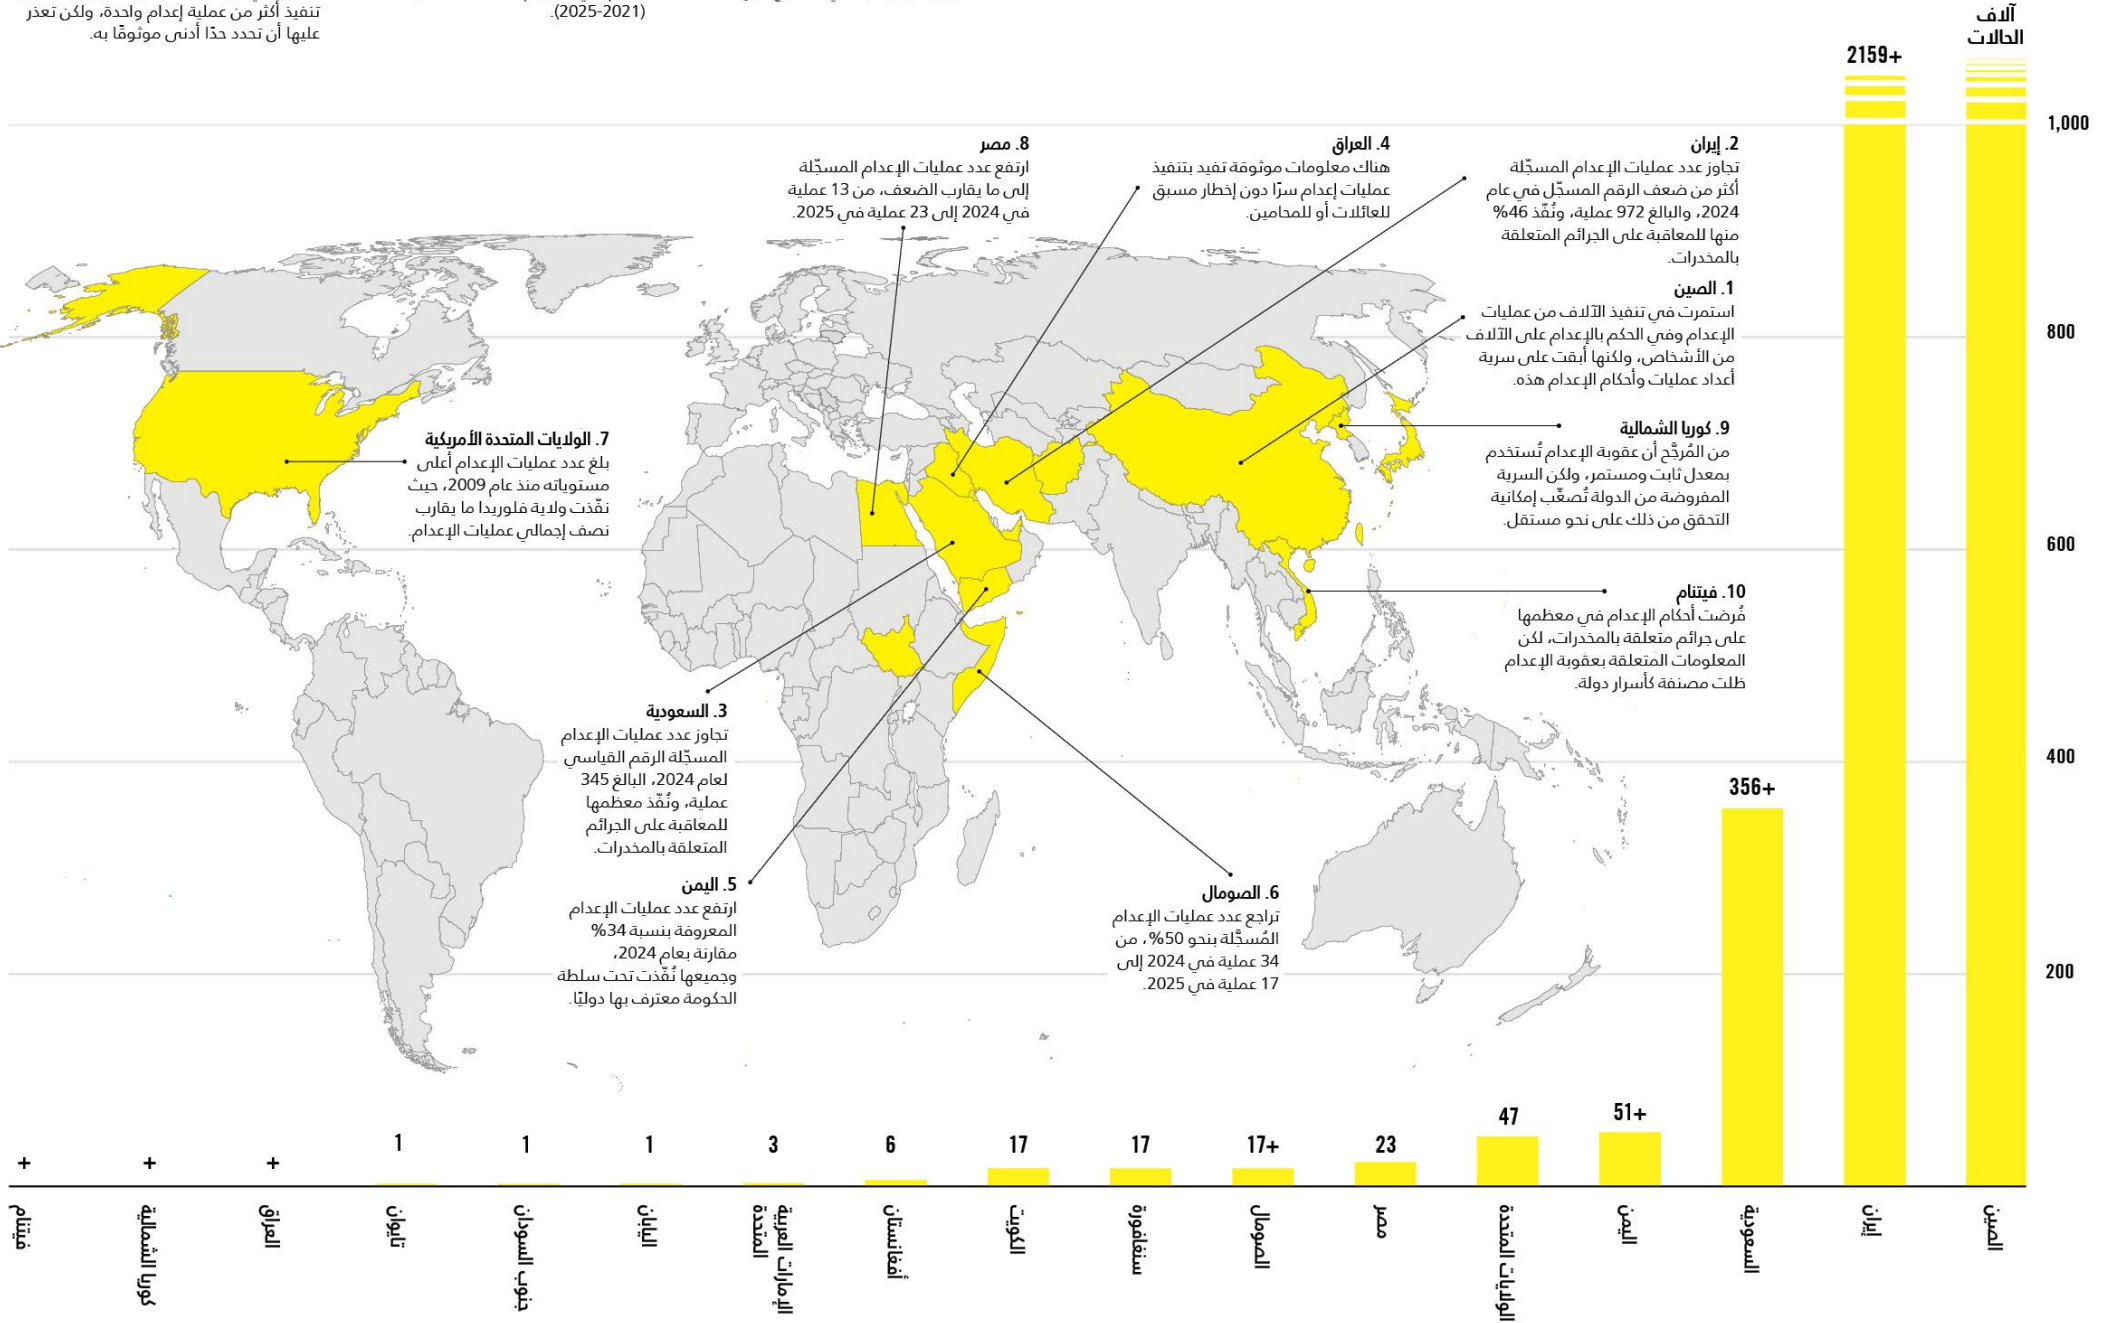 تنفيذ أكثر من عملية إعدام واحدة، ولكن تعذر
عليها أن تحدد حدًا أدنى موثوقًا به.
(2021-2025).
آلاف
الحالات
2159+
1,000
800
600
400
200
2. إيران
تجاوز عدد عمليات الإعدام المسجّلة
أكثر من ضعف الرقم المسجّل في عام
2024، والبالغ 972 عملية، ونُفّذ 46%
منها للمعاقبة على الجرائم المتعلقة
بالمخدرات.
4. العراق
هناك معلومات موثوقة تفيد بتنفيذ
عمليات إعدام سرًا دون إخطار مسبق
للعائلات أو للمحامين.
8. مصر
ارتفع عدد عمليات الإعدام المسجّلة
إلى ما يقارب الضعف، من 13 عملية
في 2024 إلى 23 عملية في 2025.
1. الصين
استمرت في تنفيذ الآلاف من عمليات
الإعدام وفي الحكم بالإعدام على الآلاف
من الأشخاص، ولكنها أبقت على سرية
أعداد عمليات وأحكام الإعدام هذه.
9. كوريا الشمالية
من المُرجَّح أن عقوبة الإعدام تُستخدم
بمعدل ثابت ومستمر، ولكن السرية
المفروضة من الدولة تُصعِّب إمكانية
التحقق من ذلك على نحو مستقل.
7. الولايات المتحدة الأمريكية
بلغ عدد عمليات الإعدام أعلى
مستوياته منذ عام 2009، حيث
نفّذت ولاية فلوريدا ما يقارب
نصف إجمالي عمليات الإعدام.
10. فيتنام
فُرضت أحكام الإعدام في معظمها
على جرائم متعلقة بالمخدرات، لكن
المعلومات المتعلقة بعقوبة الإعدام
ظلت مصنفة كأسرار دولة.
3. السعودية
تجاوز عدد عمليات الإعدام
المسجّلة الرقم القياسي
لعام 2024، البالغ 345
عملية، ونُفّذ معظمها
للمعاقبة على الجرائم
المتعلقة بالمخدرات.
5. اليمن
ارتفع عدد عمليات الإعدام
المعروفة بنسبة 34%
مقارنة بعام 2024،
وجميعها نُفّذت تحت سلطة
الحكومة معترف بها دوليًا.
6. الصومال
تراجع عدد عمليات الإعدام
المُسجَّلة بنحو 50%، من
34 عملية في 2024 إلى
17 عملية في 2025.
356+
51+
47
23
17+
17
17
6
3
1
1
1
+
+
+
الصين
إيران
السعودية
اليمن
الولايات المتحدة
مصر
الصومال
سنغافورة
الكويت
أفغانستان
الإمارات العربية
المتحدة
اليابان
جنوب السودان
تايوان
العراق
كوريا الشمالية
فيتنام